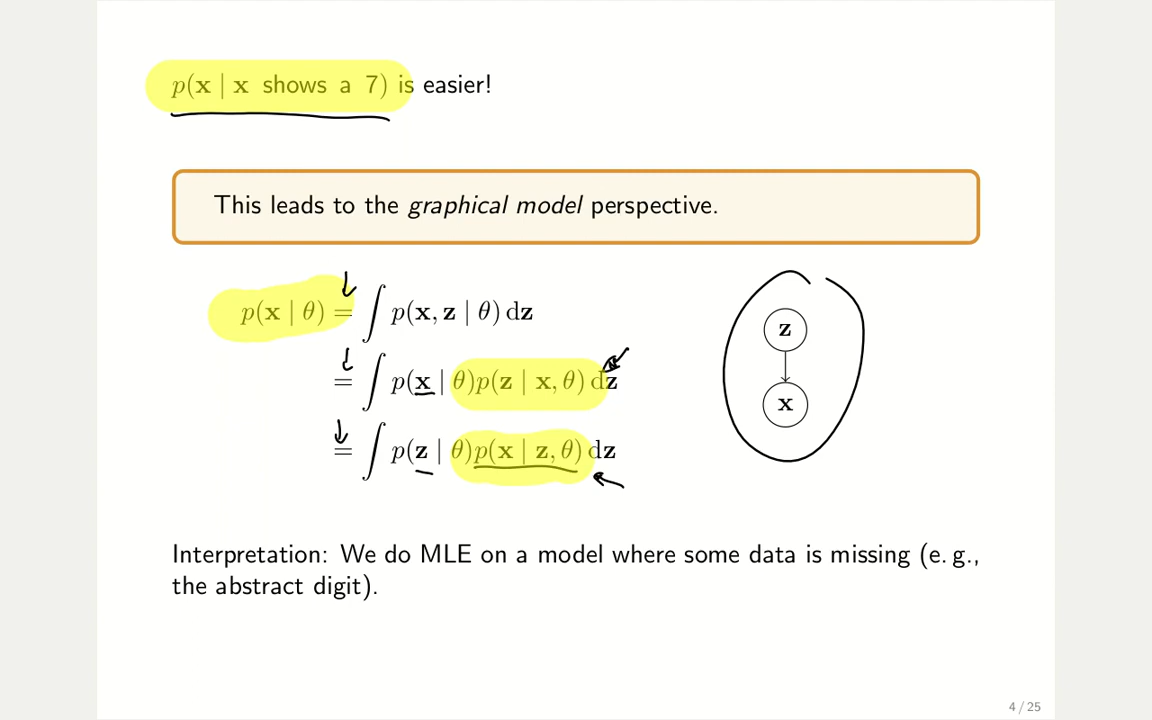 p(x | x shows a 7) is easier!
This leads to the graphical model perspective.
p(x | θ) = ∫ p(x, z | θ) dz
= ∫ p(x | θ)p(z | x, θ) dz
= ∫ p(z | θ)p(x | z, θ) dz
z
x
Interpretation: We do MLE on a model where some data is missing (e. g.,
the abstract digit).
4 / 25